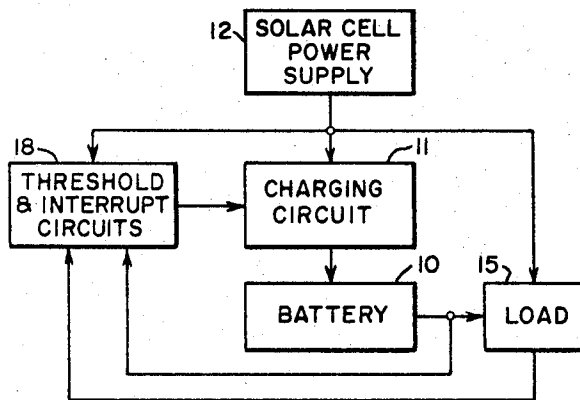 12
SOLAR CELL
POWER
SUPPLY
18
THRESHOLD
& INTERRUPT
CIRCUITS
11
CHARGING
CIRCUIT
10
BATTERY
15
LOAD